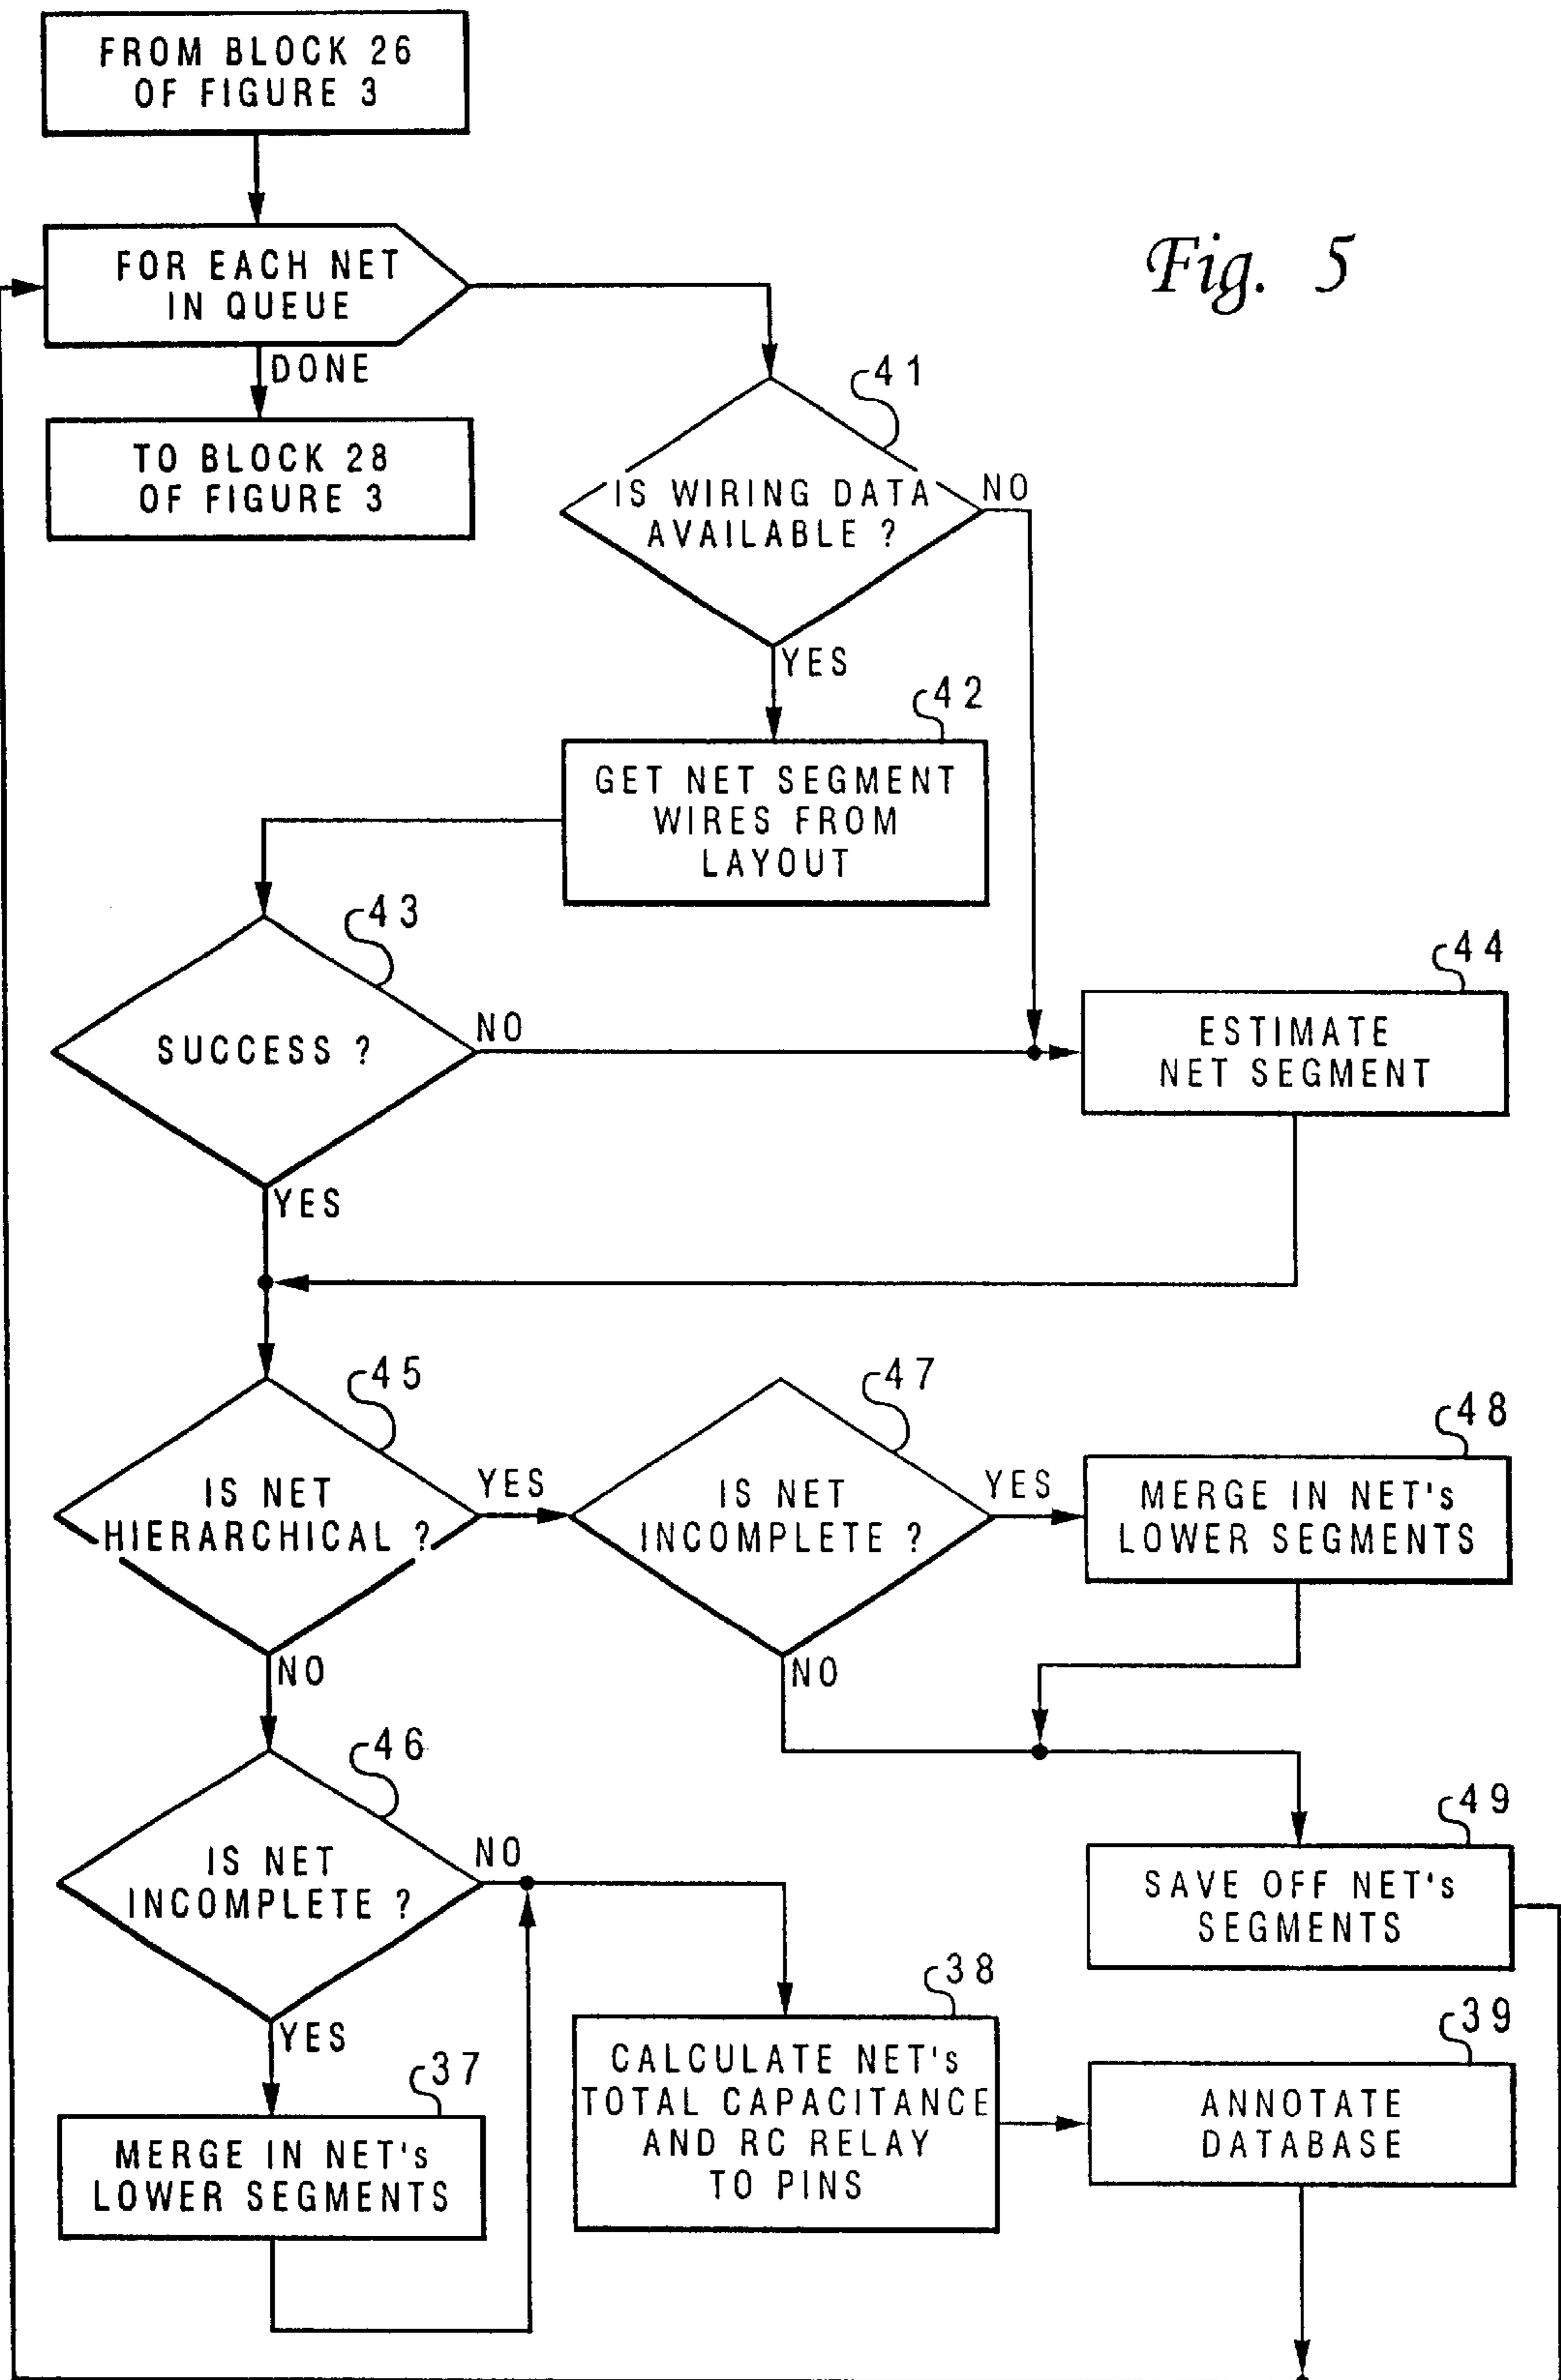 FROM BLOCK 26
OF FIGURE 3
Fig. 5
FOR EACH NET
IN QUEUE
DONE
TO BLOCK 28
OF FIGURE 3
41
IS WIRING DATA
AVAILABLE ?
NO
YES
42
GET NET SEGMENT
WIRES FROM
LAYOUT
43
SUCCESS ?
NO
YES
44
ESTIMATE
NET SEGMENT
45
IS NET
HIERARCHICAL ?
YES
NO
47
IS NET
INCOMPLETE ?
YES
NO
48
MERGE IN NET's
LOWER SEGMENTS
46
IS NET
INCOMPLETE ?
NO
YES
49
SAVE OFF NET's
SEGMENTS
37
MERGE IN NET's
LOWER SEGMENTS
38
CALCULATE NET's
TOTAL CAPACITANCE
AND RC RELAY
TO PINS
39
ANNOTATE
DATABASE